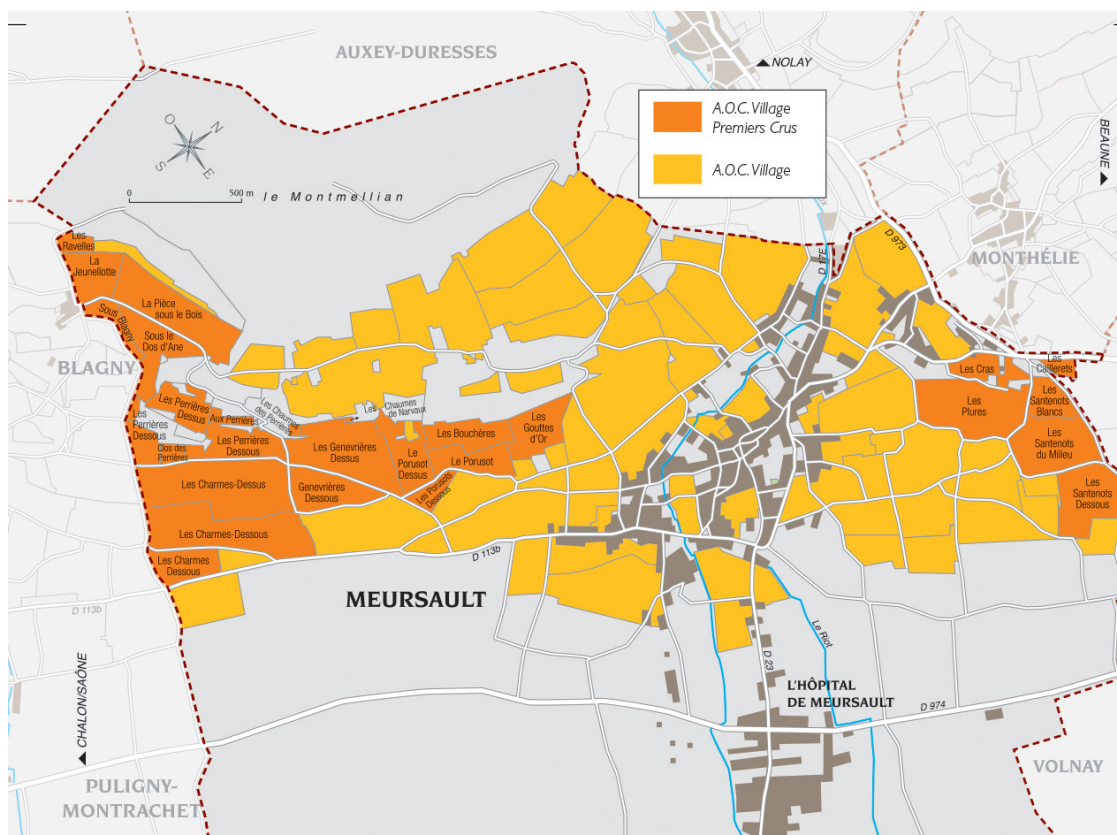 AUXEY-DURESSES
NOLAY
A.O.C. Village
Premiers Crus
A.O.C. Village
BEAUNE
O
N
S
E
0
500 m
le Montmellian
D 17E
D 973
MONTHÉLIE
Les
Ravelles
La
Jeunellotte
La Pièce
sous le Bois
Sous Blagny
Sous le
Dos d'Ane
BLAGNY
Les Perrières
Dessus
Aux Perrières
Les Chaumes
des Perrières
Les Chaumes
de Narvaux
Les
Perrières
Dessous
Clos des
Perrières
Les Perrières
Dessous
Les Genevrières
Dessus
Le
Porusot
Dessus
Les Bouchères
Le Porusot
Les
Gouttes
d'Or
Les Porusots
Dessous
Genevrières
Dessous
Les Charmes-Dessus
Les Charmes-Dessous
Les Charmes
Dessous
Les Cras
Les
Caillerets
Les
Plures
Les
Santenots
Blancs
Les
Santenots
du Milieu
Les
Santenots
Dessous
D 113b
D 113b
MEURSAULT
Le Riot
D 23
L'HÔPITAL
DE MEURSAULT
D 974
CHALON/SAÔNE
PULIGNY-
MONTRACHET
VOLNAY